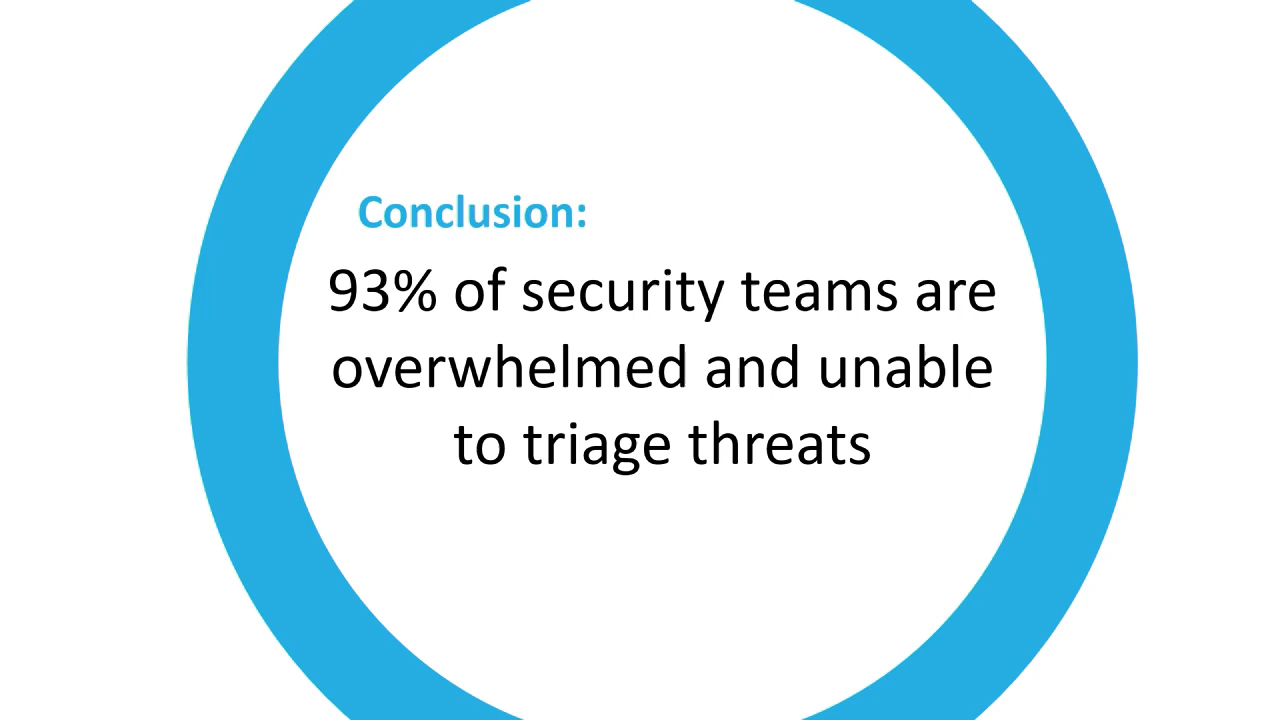 Conclusion:
93% of security teams are
overwhelmed and unable
to triage threats